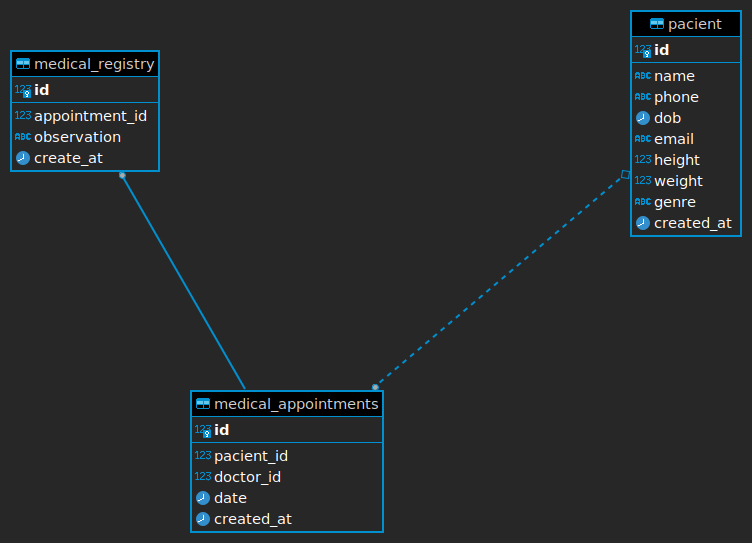 medical_registry
123 id
123 appointment_id
ABC observation
create_at
pacient
123 id
ABC name
ABC phone
dob
ABC email
123 height
123 weight
ABC genre
created_at
medical_appointments
123 id
123 pacient_id
123 doctor_id
date
created_at